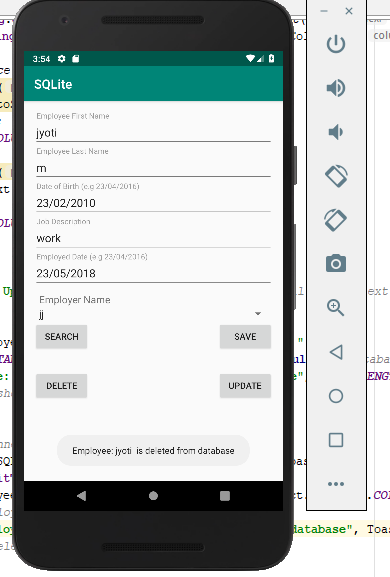 3:54
SQLite
Employee First Name
jyoti
Employee Last Name
m
Date of Birth (e.g 23/04/2016)
23/02/2010
Job Description
work
Employed Date (e.g 23/04/2016)
23/05/2018
Employer Name
jj
SEARCH SAVE
DELETE UPDATE
Employee: jyoti is deleted from database
database", Toas